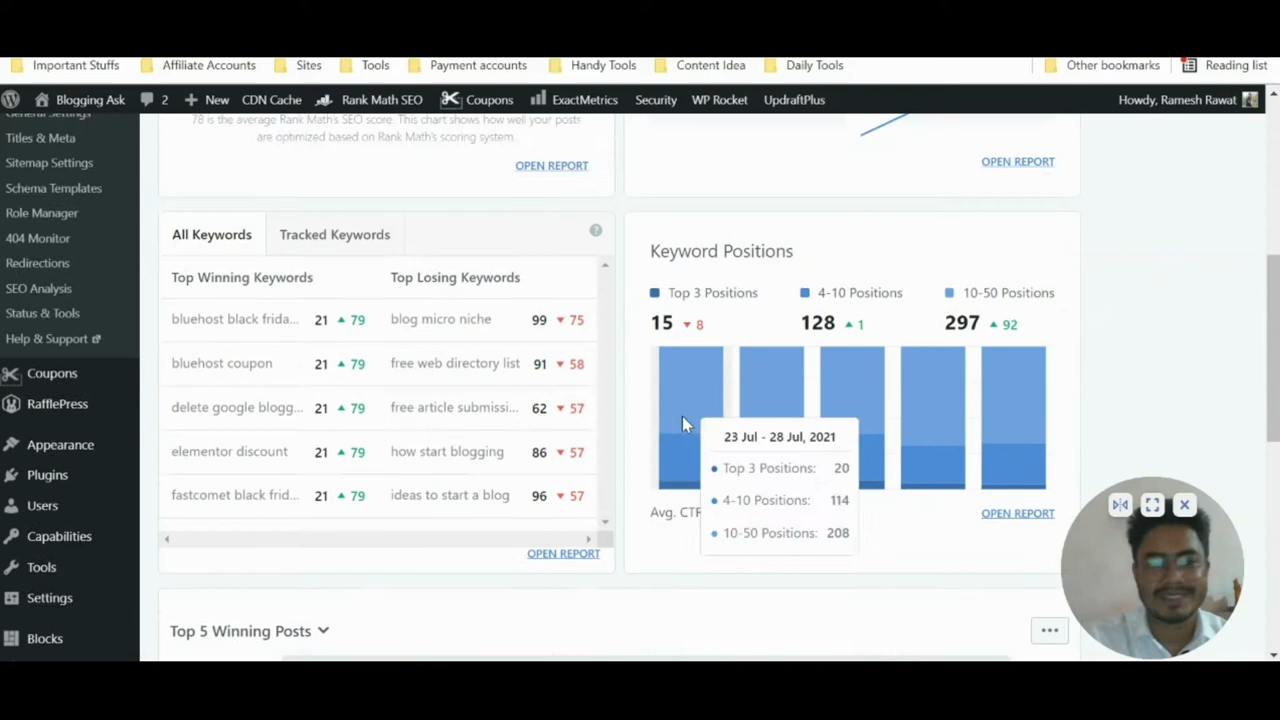 Important Stuffs Affiliate Accounts Sites Tools Payment accounts Handy Tools Content Idea Daily Tools Other bookmarks Reading list
Blogging Ask 2 New CDN Cache Rank Math SEO Coupons ExactMetrics Security WP Rocket UpdraftPlus Howdy, Ramesh Rawat
General Settings
Titles & Meta
Sitemap Settings
Schema Templates
Role Manager
404 Monitor
Redirections
SEO Analysis
Status & Tools
Help & Support
Coupons
RafflePress
Appearance
Plugins
Users
Capabilities
Tools
Settings
Blocks
78 is the average Rank Math's SEO score. This chart shows how well your posts
are optimized based on Rank Math's scoring system.
OPEN REPORT
OPEN REPORT
All Keywords Tracked Keywords ?
Top Winning Keywords Top Losing Keywords
bluehost black frida... 21 79 blog micro niche 99 75
bluehost coupon 21 79 free web directory list 91 58
delete google blogg... 21 79 free article submissi... 62 57
elementor discount 21 79 how start blogging 86 57
fastcomet black frid... 21 79 ideas to start a blog 96 57
OPEN REPORT
Keyword Positions
Top 3 Positions 4-10 Positions 10-50 Positions
15 8 128 1 297 92
23 Jul - 28 Jul, 2021
Top 3 Positions: 20
4-10 Positions: 114
10-50 Positions: 208
Avg. CTR
OPEN REPORT
Top 5 Winning Posts